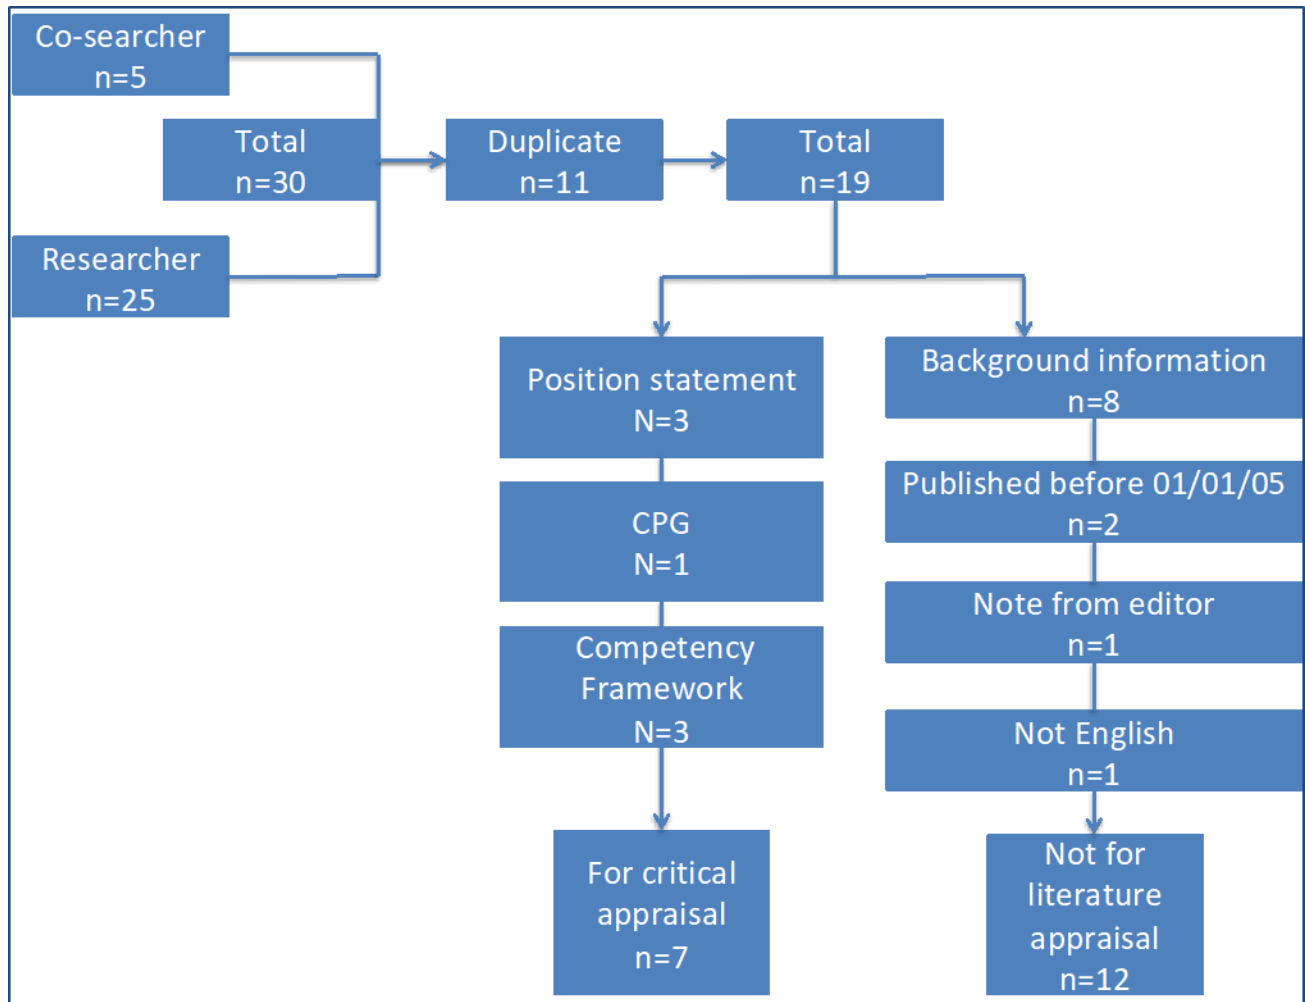 Co-searcher
n=5
Total
n=30
Researcher
n=25
Duplicate
n=11
Total
n=19
Position statement
N=3
CPG
N=1
Competency
Framework
N=3
For critical
appraisal
n=7
Background information
n=8
Published before 01/01/05
n=2
Note from editor
n=1
Not English
n=1
Not for
literature
appraisal
n=12